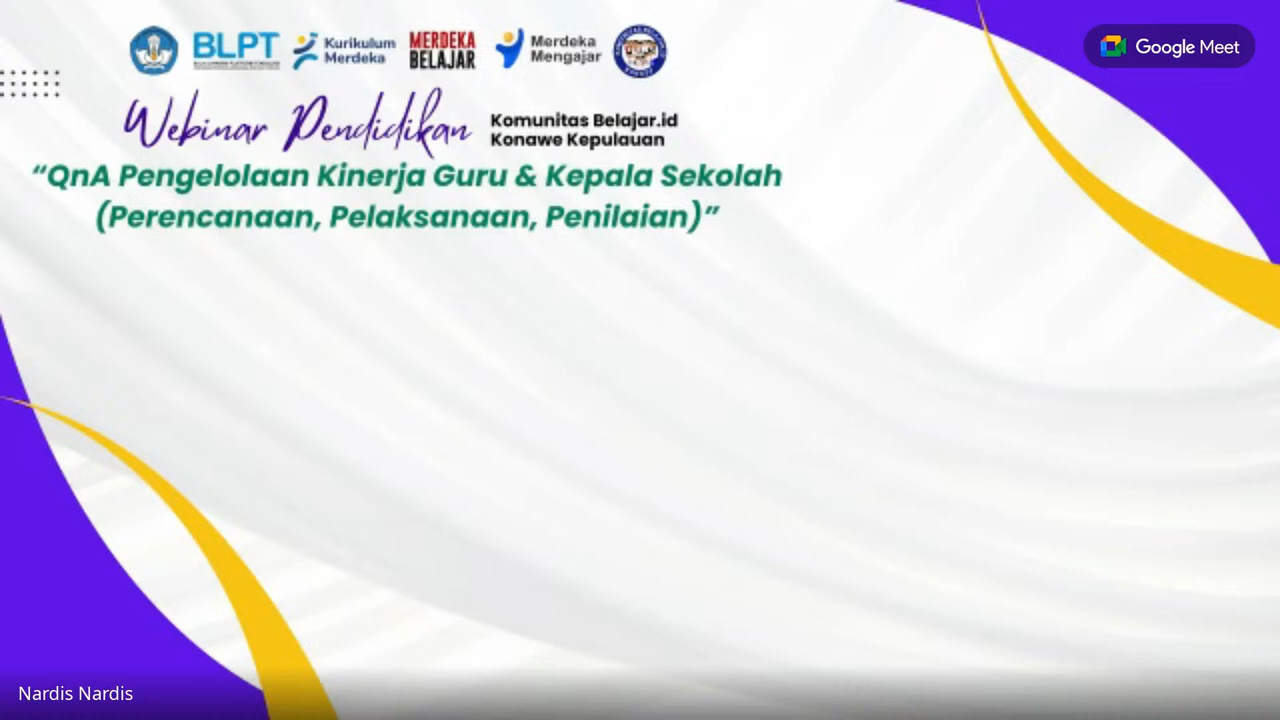 BLPT
Kurikulum
Merdeka
MERDEKA
BELAJAR
Merdeka
Mengajar
Google Meet
Webinar Pendidikan
Komunitas Belajar.id
Konawe Kepulauan
“QnA Pengelolaan Kinerja Guru & Kepala Sekolah
(Perencanaan, Pelaksanaan, Penilaian)”
Nardis Nardis